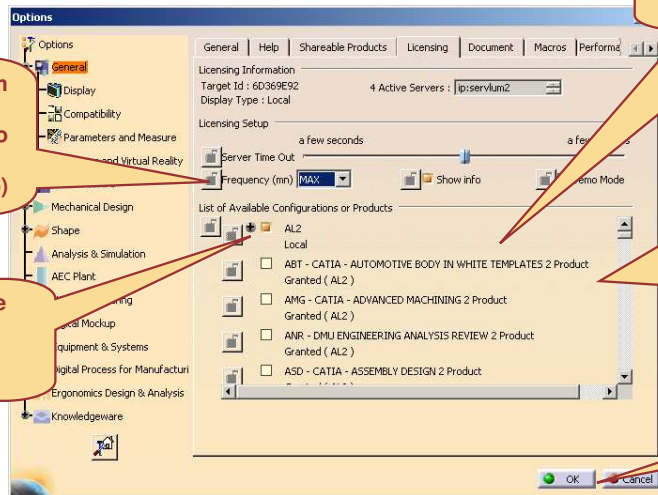 Options
Options
General
Display
Compatibility
Parameters and Measure
and Virtual Reality
Mechanical Design
Shape
Analysis & Simulation
AEC Plant
Mockup
Equipment & Systems
Digital Process for Manufacturi
Ergonomics Design & Analysis
Knowledgeware
General Help Shareable Products Licensing Document Macros Performa
Licensing Information
Target Id : 6D369E92 4 Active Servers : ip:servlum2
Display Type : Local
Licensing Setup
a few seconds a few
Server Time Out
Frequency (mn) MAX Show info Demo Mode
List of Available Configurations or Products
AL2
Local
ABT - CATIA - AUTOMOTIVE BODY IN WHITE TEMPLATES 2 Product
Granted ( AL2 )
AMG - CATIA - ADVANCED MACHINING 2 Product
Granted ( AL2 )
ANR - DMU ENGINEERING ANALYSIS REVIEW 2 Product
Granted ( AL2 )
ASD - CATIA - ASSEMBLY DESIGN 2 Product
OK Cancel